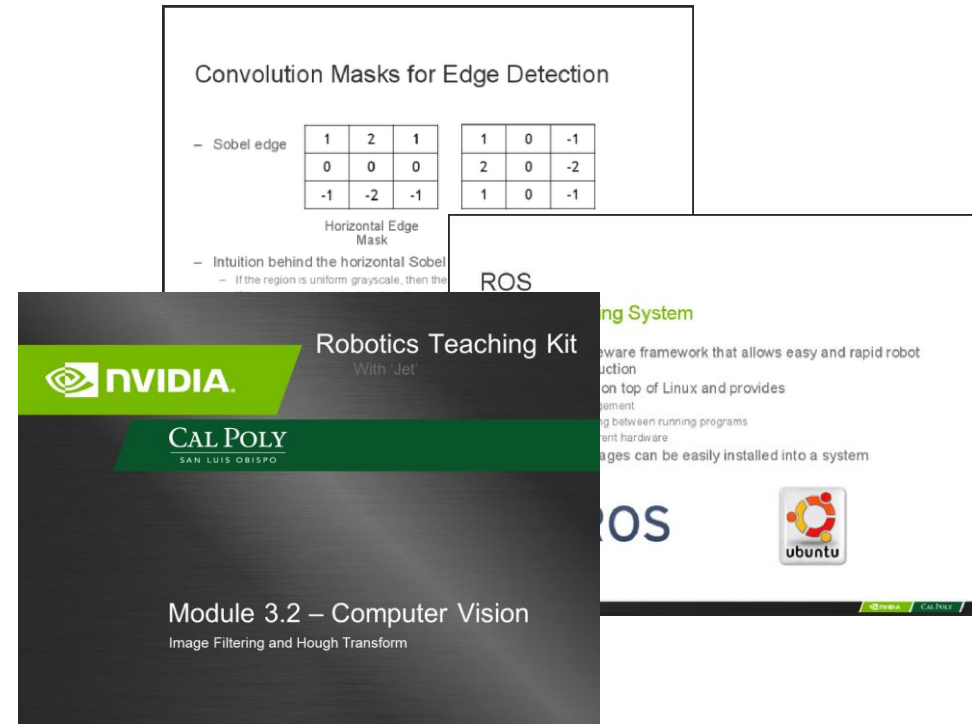 Convolution Masks for Edge Detection
– Sobel edge
1 2 1
0 0 0
-1 -2 -1
1 0 -1
2 0 -2
1 0 -1
Horizontal Edge
Mask
– Intuition behind the horizontal Sobel
– If the region is uniform grayscale, then the
ROS
ing System
eware framework that allows easy and rapid robot
uction
on top of Linux and provides
gement
ng between running programs
rent hardware
ages can be easily installed into a system
ROS
ubuntu
NVIDIA CAL POLY
Robotics Teaching Kit
With 'Jet'
NVIDIA.
CAL POLY
SAN LUIS OBISPO
Module 3.2 – Computer Vision
Image Filtering and Hough Transform